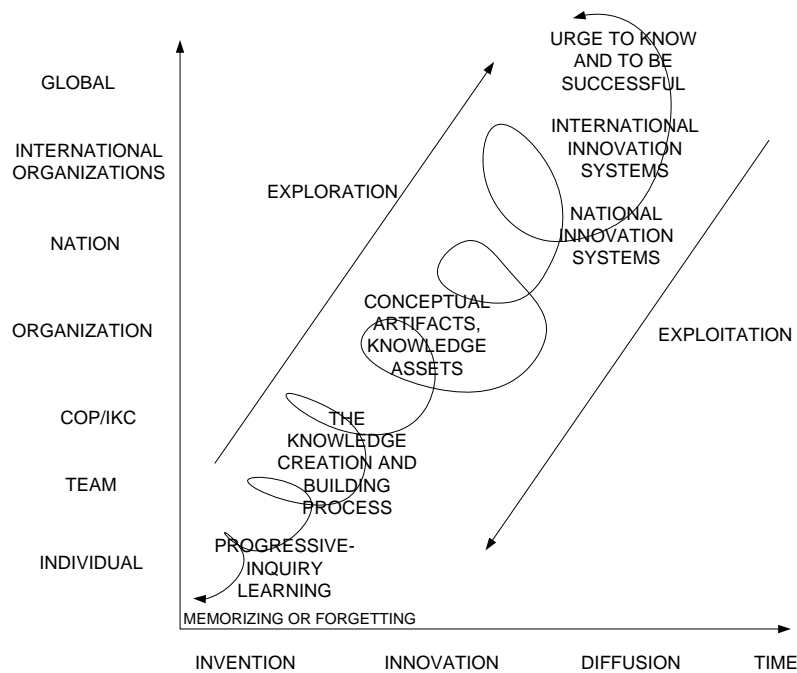 URGE TO KNOW
AND TO BE
SUCCESSFUL
GLOBAL
INTERNATIONAL
ORGANIZATIONS
INTERNATIONAL
INNOVATION
SYSTEMS
EXPLORATION
NATION
NATIONAL
INNOVATION
SYSTEMS
ORGANIZATION
CONCEPTUAL
ARTIFACTS,
KNOWLEDGE
ASSETS
EXPLOITATION
COP/IKC
THE
KNOWLEDGE
CREATION AND
BUILDING
PROCESS
TEAM
INDIVIDUAL
PROGRESSIVE-
INQUIRY
LEARNING
MEMORIZING OR FORGETTING
INVENTION
INNOVATION
DIFFUSION
TIME